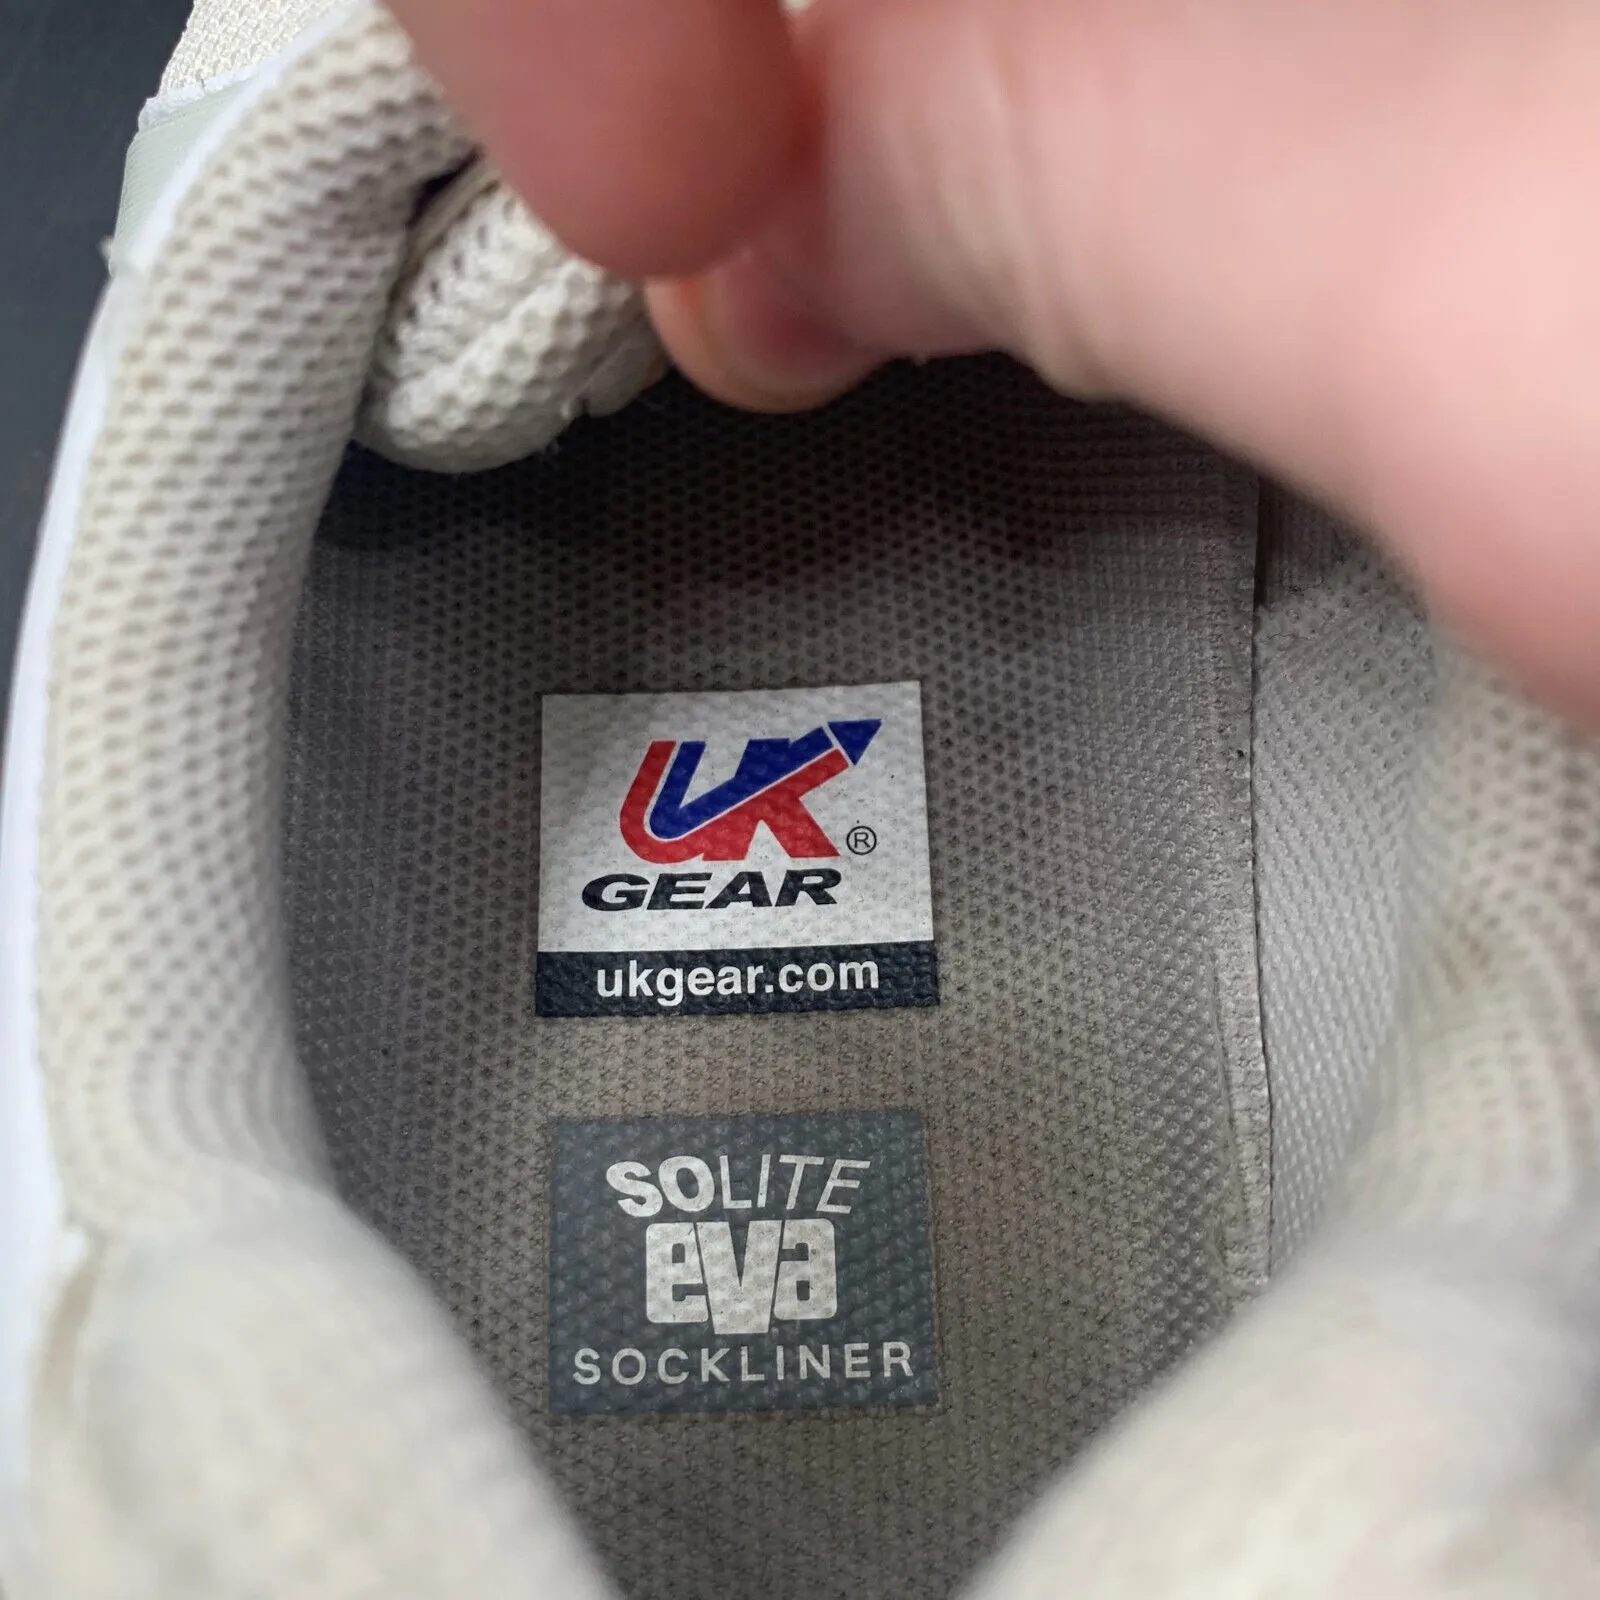 UK®
GEAR
ukgear.com
SOLITE
eva
SOCKLINER